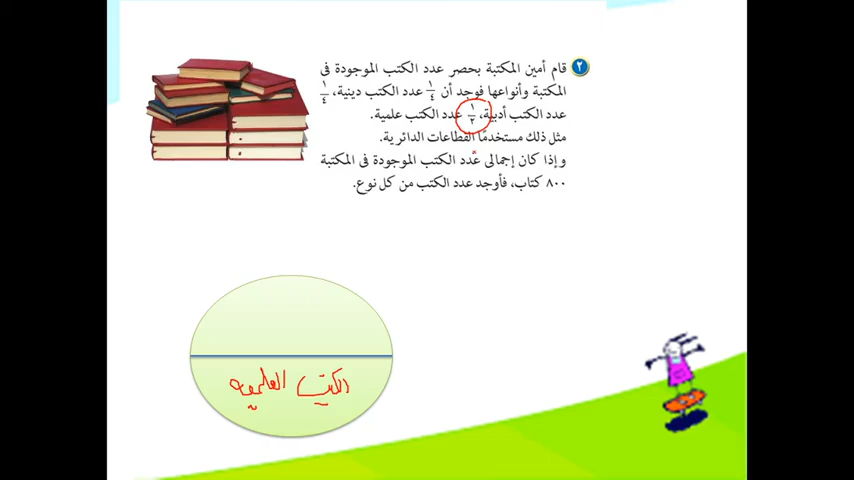 ٢ قام أمين المكتبة بحصر عدد الكتب الموجودة فى
المكتبة وأنواعها فوجد أن ١/٤ عدد الكتب دينية، ١/٤
عدد الكتب أدبية، ١/٢ عدد الكتب علمية.
مثل ذلك مستخدمًا القطاعات الدائرية.
وإذا كان إجمالى عدد الكتب الموجودة فى المكتبة
٨٠٠ كتاب، فأوجد عدد الكتب من كل نوع.
الكتب العلميه